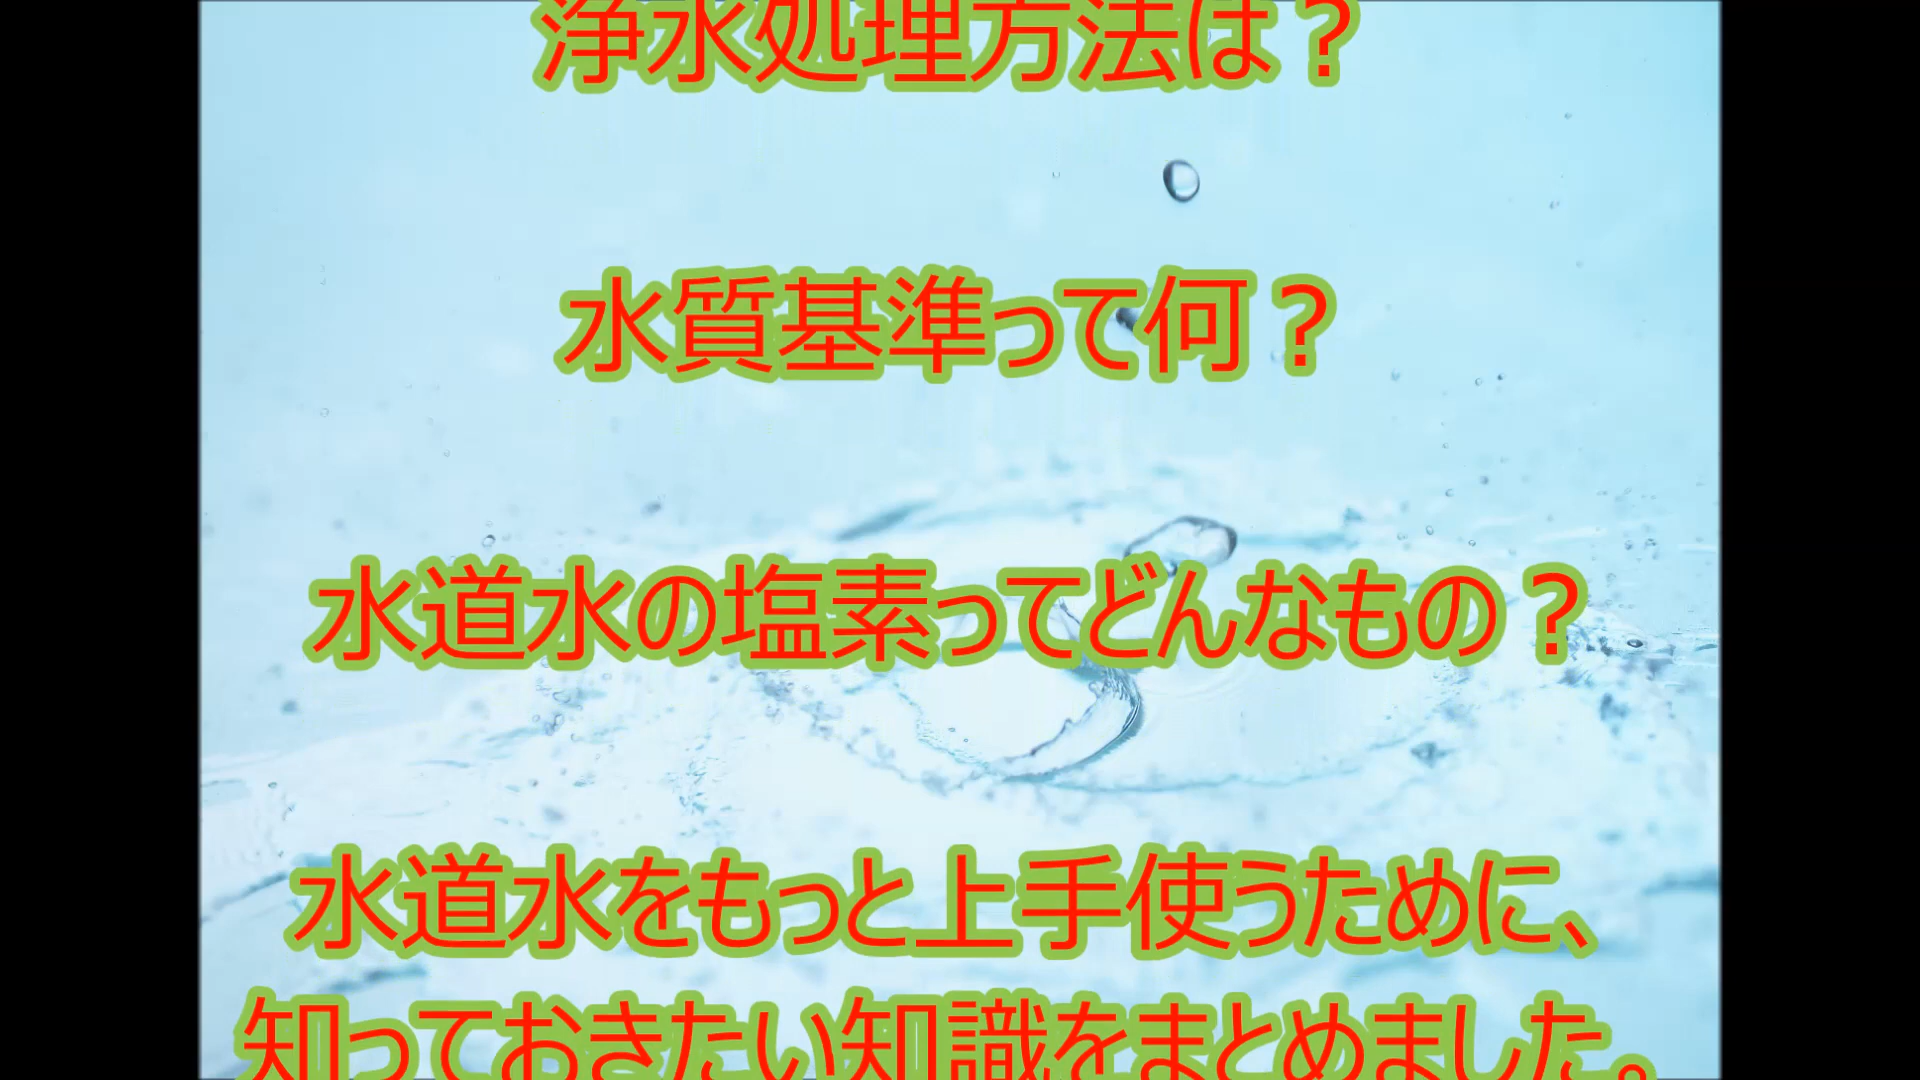 浄水処理方法は？
水質基準って何？
水道水の塩素ってどんなもの？
水道水をもっと上手使うために、
知っておきたい知識をまとめました。